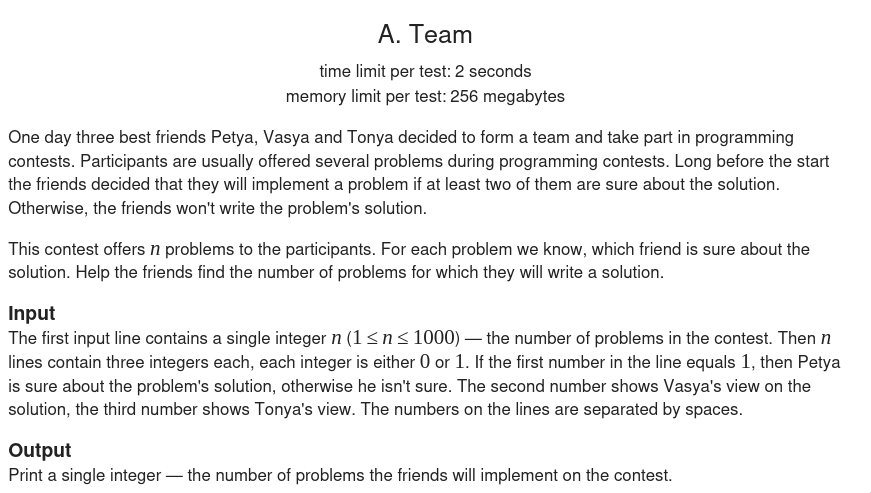 A. Team
time limit per test: 2 seconds
memory limit per test: 256 megabytes
One day three best friends Petya, Vasya and Tonya decided to form a team and take part in programming
contests. Participants are usually offered several problems during programming contests. Long before the start
the friends decided that they will implement a problem if at least two of them are sure about the solution.
Otherwise, the friends won't write the problem's solution.
This contest offers n problems to the participants. For each problem we know, which friend is sure about the
solution. Help the friends find the number of problems for which they will write a solution.
Input
The first input line contains a single integer n (1 ≤ n ≤ 1000) — the number of problems in the contest. Then n
lines contain three integers each, each integer is either 0 or 1. If the first number in the line equals 1, then Petya
is sure about the problem's solution, otherwise he isn't sure. The second number shows Vasya's view on the
solution, the third number shows Tonya's view. The numbers on the lines are separated by spaces.
Output
Print a single integer — the number of problems the friends will implement on the contest.